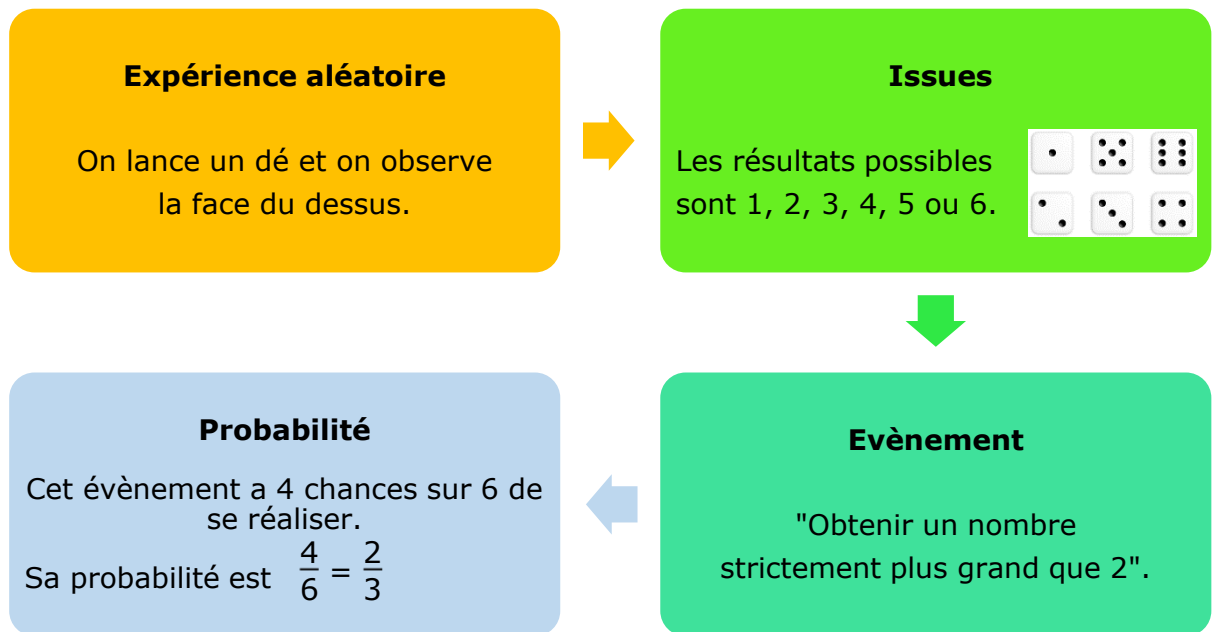 Expérience aléatoire
On lance un dé et on observe
la face du dessus.
Issues
Les résultats possibles
sont 1, 2, 3, 4, 5 ou 6.
Evènement
"Obtenir un nombre
strictement plus grand que 2".
Probabilité
Cet évènement a 4 chances sur 6 de
se réaliser.
Sa probabilité est 4/6 = 2/3